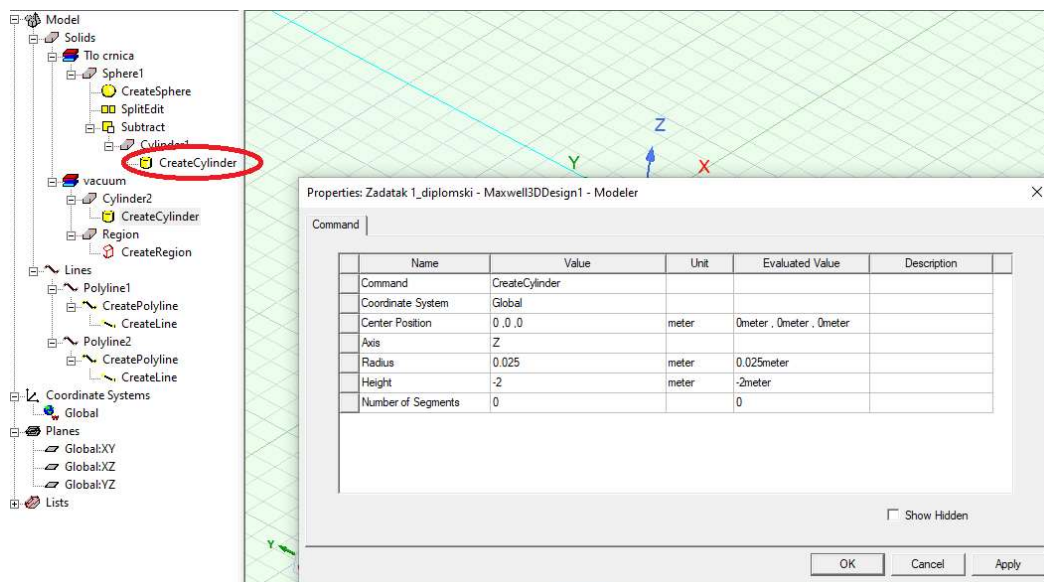 Model
Solids
Tlo crnica
Sphere1
CreateSphere
SplitEdit
Subtract
Cylinder1
CreateCylinder
vacuum
Cylinder2
CreateCylinder
Region
CreateRegion
Lines
Polyline1
CreatePolyline
CreateLine
Polyline2
CreatePolyline
CreateLine
Coordinate Systems
Global
Planes
Global:XY
Global:XZ
Global:YZ
Lists
Z
Y
X
Properties: Zadatak 1_diplomski - Maxwell3DDesign1 - Modeler
Command
Name Value Unit Evaluated Value Description
Command CreateCylinder
Coordinate System Global
Center Position 0 ,0 ,0 meter 0meter , 0meter , 0meter
Axis Z
Radius 0.025 meter 0.025meter
Height -2 meter -2meter
Number of Segments 0 0
Show Hidden
Y
OK Cancel Apply